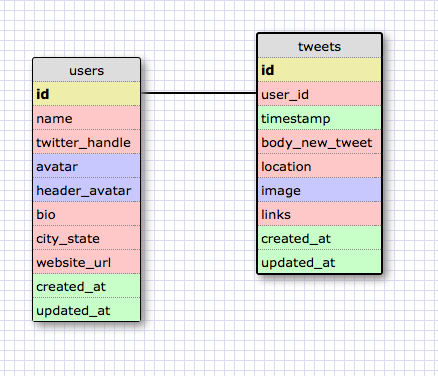 users
id
name
twitter_handle
avatar
header_avatar
bio
city_state
website_url
created_at
updated_at
tweets
id
user_id
timestamp
body_new_tweet
location
image
links
created_at
updated_at